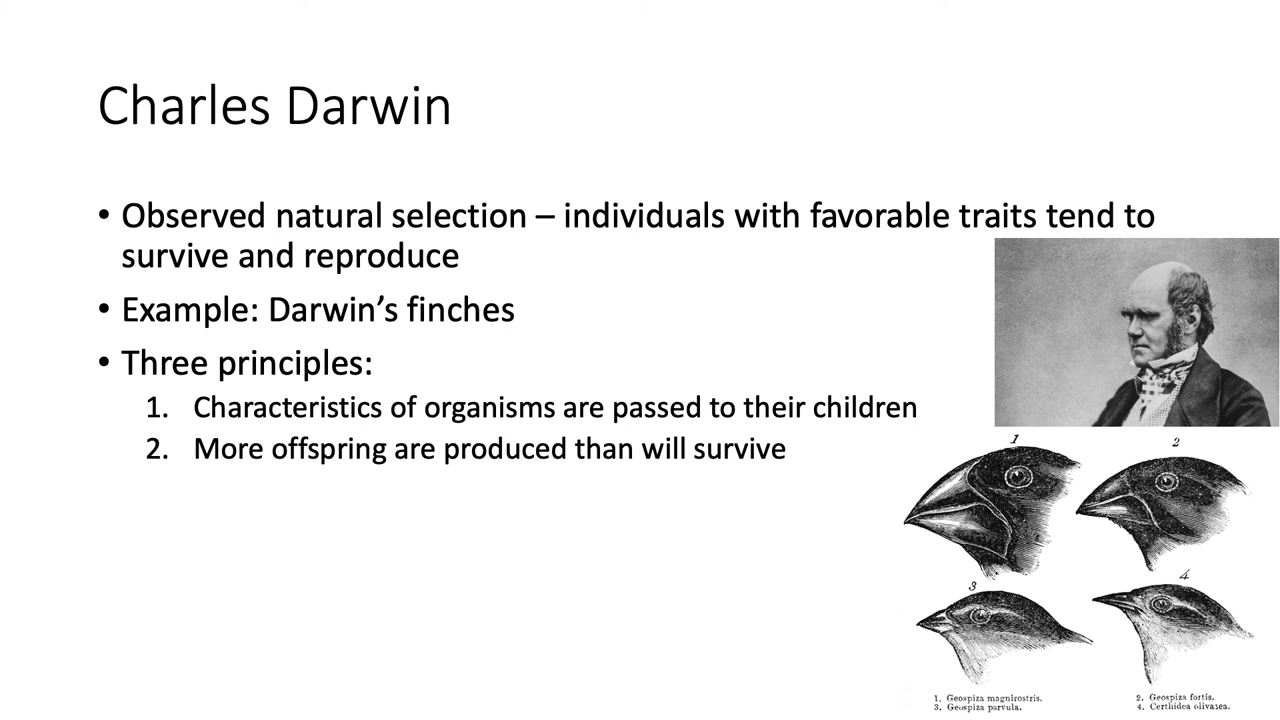 Charles Darwin
• Observed natural selection – individuals with favorable traits tend to
survive and reproduce
• Example: Darwin’s finches
• Three principles:
1. Characteristics of organisms are passed to their children
2. More offspring are produced than will survive
1
2
3
4
1. Geospiza magnirostris.
2. Geospiza fortis.
3. Geospiza parvula.
4. Certhidea olivasea.